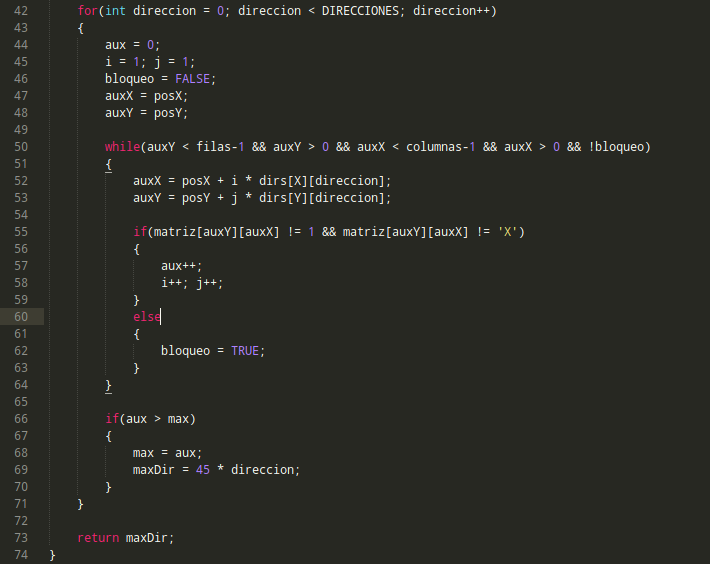 42 for(int direccion = 0; direccion < DIRECCIONES; direccion++)
43 {
44 aux = 0;
45 i = 1; j = 1;
46 bloqueo = FALSE;
47 auxX = posX;
48 auxY = posY;
49
50 while(auxY < filas-1 && auxY > 0 && auxX < columnas-1 && auxX > 0 && !bloqueo)
51 {
52 auxX = posX + i * dirs[X][direccion];
53 auxY = posY + j * dirs[Y][direccion];
54
55 if(matriz[auxY][auxX] != 1 && matriz[auxY][auxX] != 'X')
56 {
57 aux++;
58 i++; j++;
59 }
60 else
61 {
62 bloqueo = TRUE;
63 }
64 }
65
66 if(aux > max)
67 {
68 max = aux;
69 maxDir = 45 * direccion;
70 }
71 }
72
73 return maxDir;
74 }